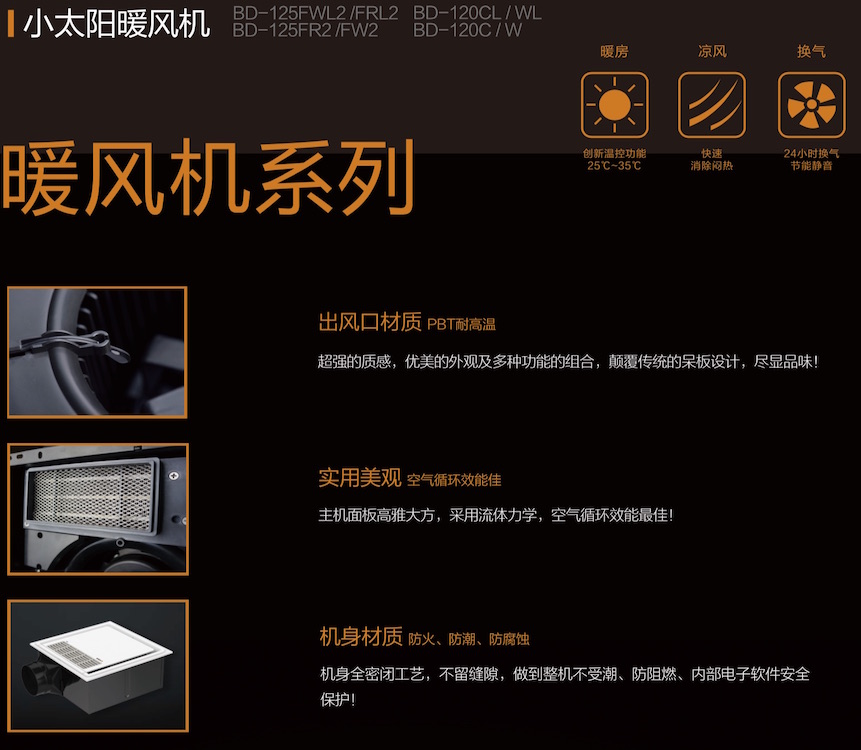 小太阳暖风机
BD-125FWL2 /FRL2 BD-120CL / WL
BD-125FR2 /FW2 BD-120C / W
暖房 凉风 换气
创新温控功能 快速 24小时换气
25℃~35℃ 消除闷热 节能静音
暖风机系列
出风口材质 PBT耐高温
超强的质感，优美的外观及多种功能的组合，颠覆传统的呆板设计，尽显品味！
实用美观 空气循环效能佳
主机面板高雅大方，采用流体力学，空气循环效能最佳！
机身材质 防火、防潮、防腐蚀
机身全密闭工艺，不留缝隙，做到整机不受潮、防阻燃、内部电子软件安全
保护！